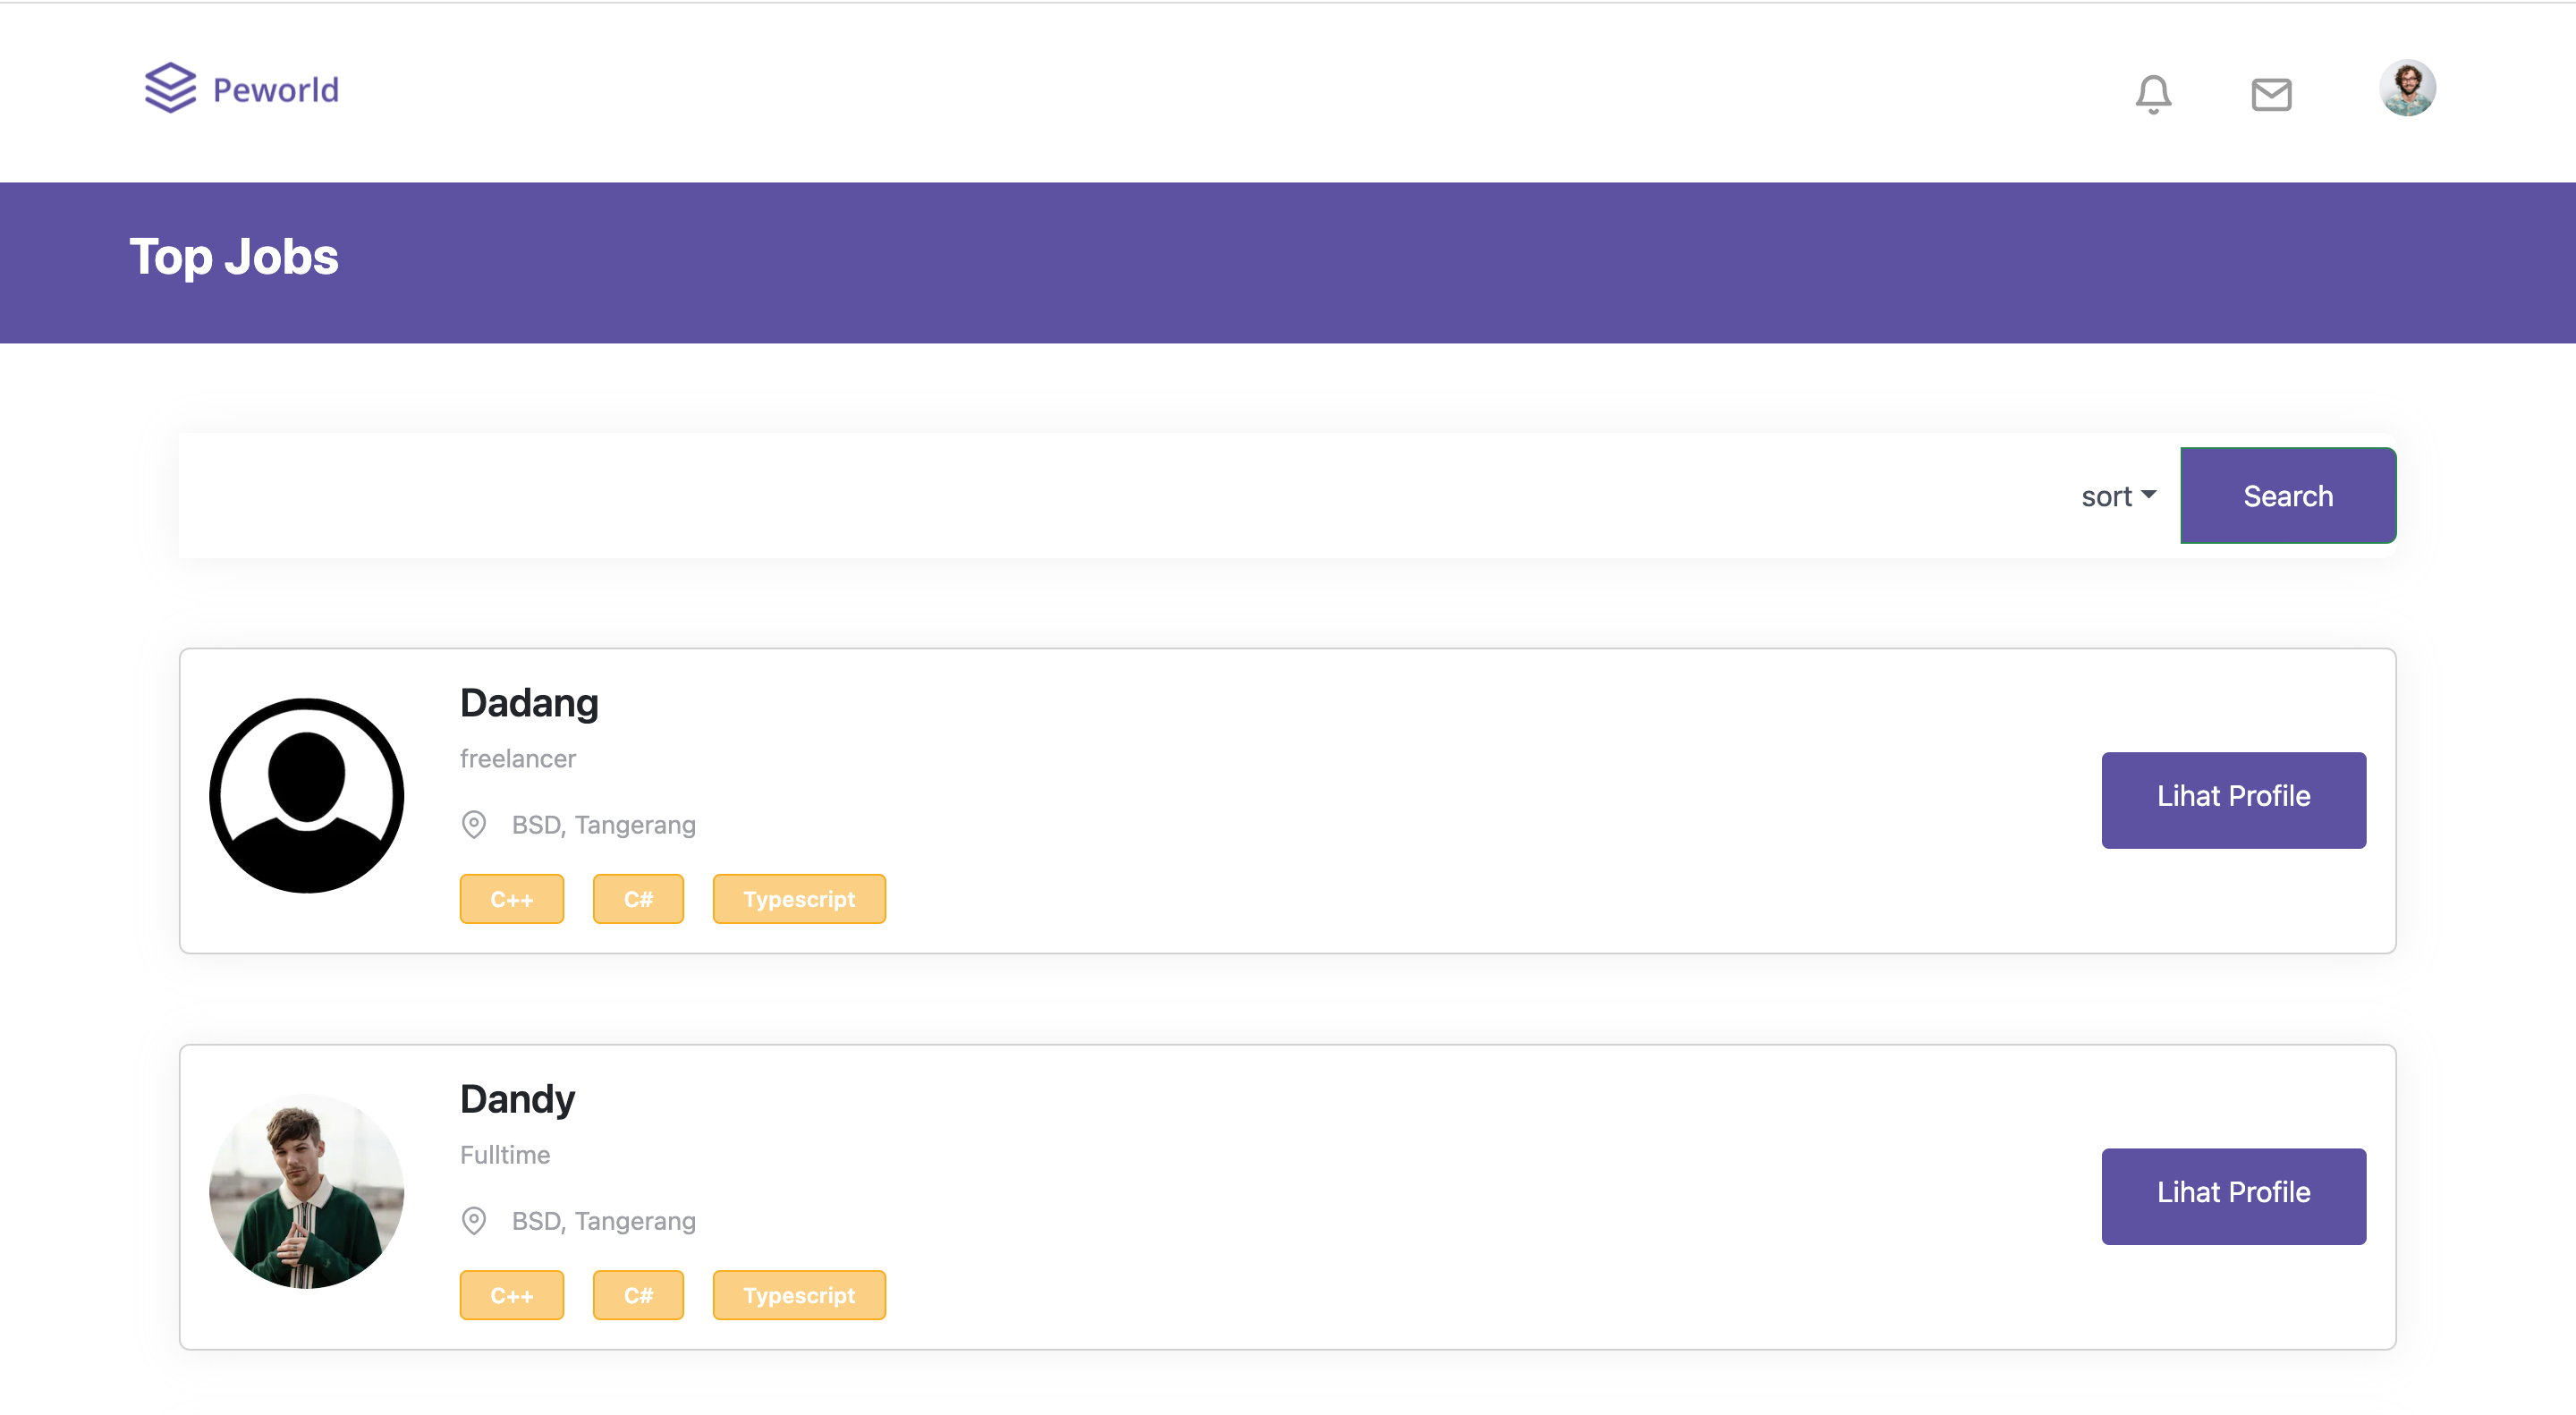 Peworld
Top Jobs
sort
Search
Dadang
freelancer
BSD, Tangerang
C++ C# Typescript
Lihat Profile
Dandy
Fulltime
BSD, Tangerang
C++ C# Typescript
Lihat Profile